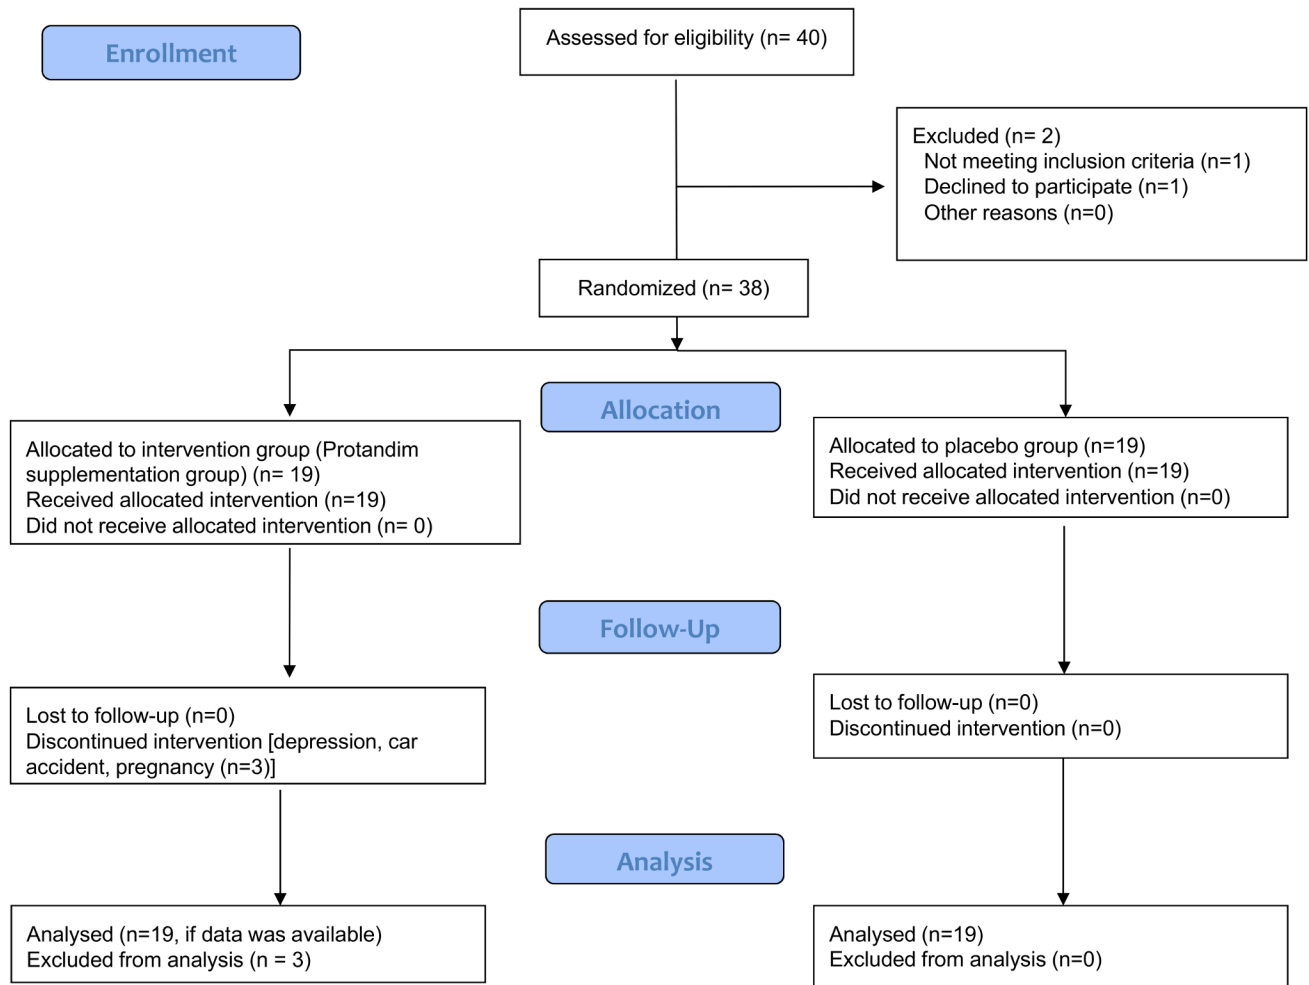 Enrollment
Assessed for eligibility (n= 40)
Excluded (n= 2)
Not meeting inclusion criteria (n=1)
Declined to participate (n=1)
Other reasons (n=0)
Randomized (n= 38)
Allocation
Allocated to intervention group (Protandim
supplementation group) (n= 19)
Received allocated intervention (n=19)
Did not receive allocated intervention (n= 0)
Allocated to placebo group (n=19)
Received allocated intervention (n=19)
Did not receive allocated intervention (n=0)
Follow-Up
Lost to follow-up (n=0)
Discontinued intervention [depression, car
accident, pregnancy (n=3)]
Lost to follow-up (n=0)
Discontinued intervention (n=0)
Analysis
Analysed (n=19, if data was available)
Excluded from analysis (n = 3)
Analysed (n=19)
Excluded from analysis (n=0)